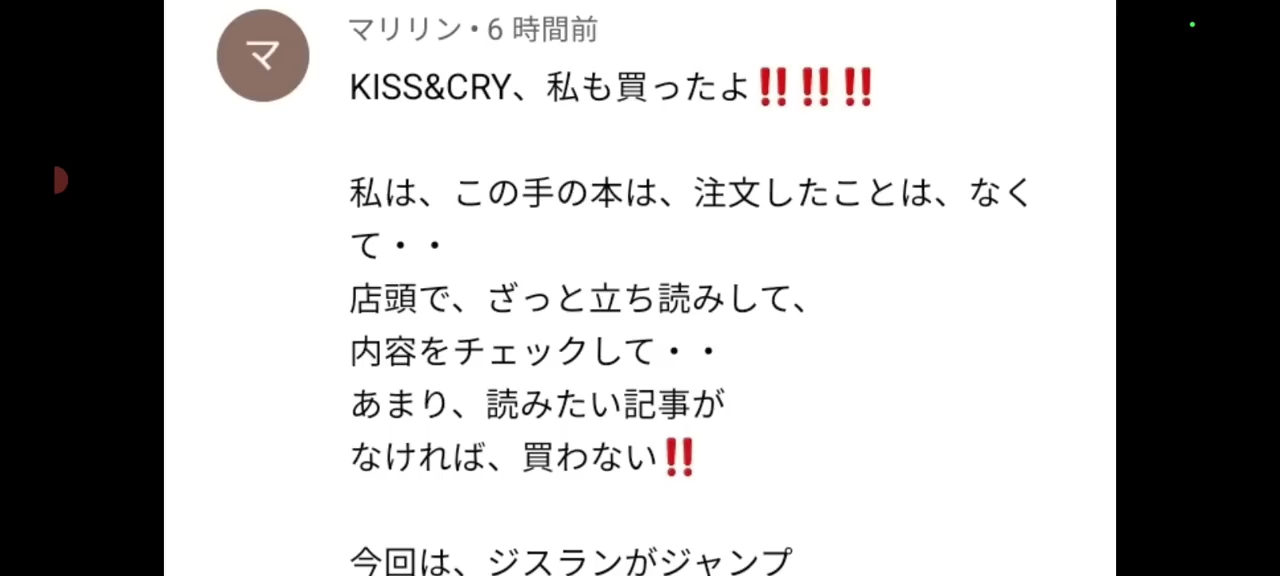 マ
マリリン • 6 時間前
KISS&CRY、私も買ったよ‼️‼️‼️
私は、この手の本は、注文したことは、なく
て・・
店頭で、ざっと立ち読みして、
内容をチェックして・・
あまり、読みたい記事が
なければ、買わない‼️
今回は、ジスランがジャンプ